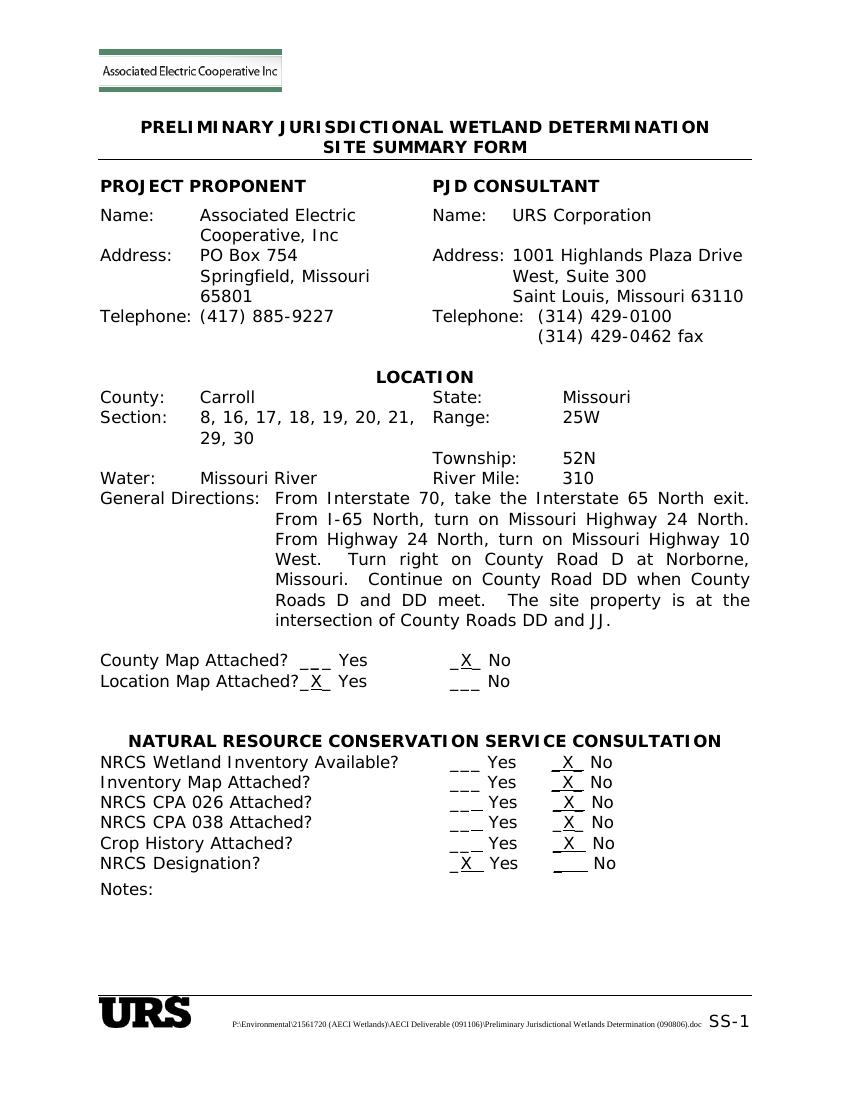 Associated Electric Cooperative Inc
PRELIMINARY JURISDICTIONAL WETLAND DETERMINATION
SITE SUMMARY FORM
PROJECT PROPONENT PJD CONSULTANT
Name: Associated Electric Name: URS Corporation
Cooperative, Inc
Address: PO Box 754 Address: 1001 Highlands Plaza Drive
Springfield, Missouri West, Suite 300
65801 Saint Louis, Missouri 63110
Telephone: (417) 885-9227 Telephone: (314) 429-0100
(314) 429-0462 fax
LOCATION
County: Carroll State: Missouri
Section: 8, 16, 17, 18, 19, 20, 21, Range: 25W
29, 30
Township: 52N
Water: Missouri River River Mile: 310
General Directions: From Interstate 70, take the Interstate 65 North exit.
From I-65 North, turn on Missouri Highway 24 North.
From Highway 24 North, turn on Missouri Highway 10
West. Turn right on County Road D at Norborne,
Missouri. Continue on County Road DD when County
Roads D and DD meet. The site property is at the
intersection of County Roads DD and JJ.
County Map Attached? ___ Yes _X_ No
Location Map Attached?_X_ Yes ___ No
NATURAL RESOURCE CONSERVATION SERVICE CONSULTATION
NRCS Wetland Inventory Available? ___ Yes _X_ No
Inventory Map Attached? ___ Yes _X_ No
NRCS CPA 026 Attached? ___ Yes _X_ No
NRCS CPA 038 Attached? ___ Yes _X_ No
Crop History Attached? ___ Yes _X_ No
NRCS Designation? _X_ Yes ___ No
Notes:
URS P:\Environmental\21561720 (AECI Wetlands)\AECI Deliverable (091106)\Preliminary Jurisdictional Wetlands Determination (090806).doc SS-1